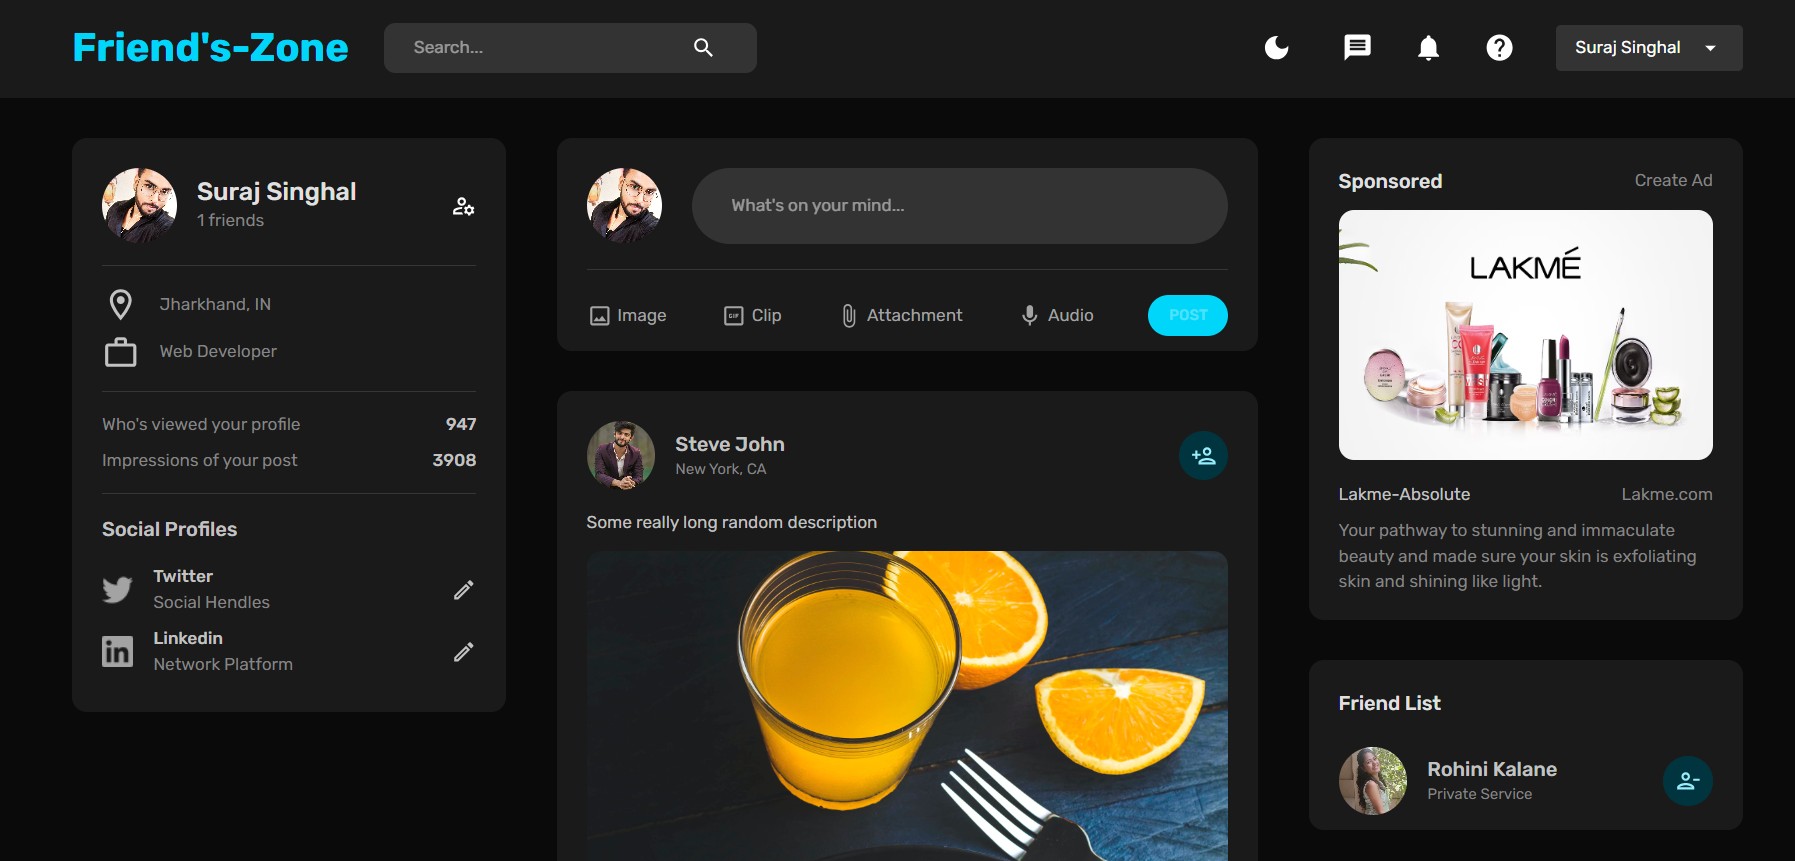 Friend's-Zone
Search...
Suraj Singhal
Suraj Singhal
1 friends
Jharkhand, IN
Web Developer
Who's viewed your profile 947
Impressions of your post 3908
Social Profiles
Twitter
Social Hendles
Linkedin
Network Platform
What's on your mind...
Image
GIF
Clip
Attachment
Audio
POST
Steve John
New York, CA
Some really long random description
Sponsored
Create Ad
LAKMÉ
Lakme-Absolute
Lakme.com
Your pathway to stunning and immaculate
beauty and made sure your skin is exfoliating
skin and shining like light.
Friend List
Rohini Kalane
Private Service